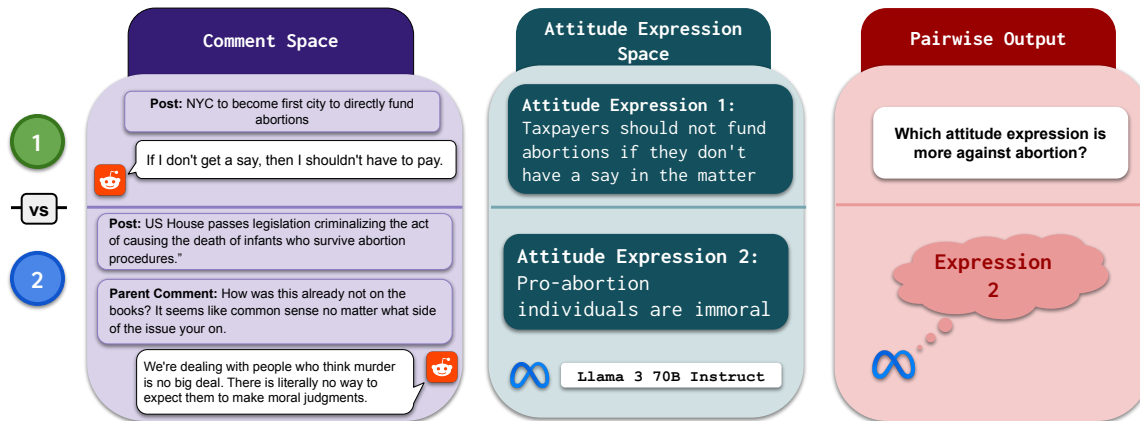 Comment Space
Attitude Expression
Space
Pairwise Output
1
vs
2
Post: NYC to become first city to directly fund
abortions
If I don't get a say, then I shouldn't have to pay.
Post: US House passes legislation criminalizing the act
of causing the death of infants who survive abortion
procedures.”
Parent Comment: How was this already not on the
books? It seems like common sense no matter what side
of the issue your on.
We're dealing with people who think murder
is no big deal. There is literally no way to
expect them to make moral judgments.
Attitude Expression 1:
Taxpayers should not fund
abortions if they don't
have a say in the matter
Attitude Expression 2:
Pro-abortion
individuals are immoral
Llama 3 70B Instruct
Which attitude expression is
more against abortion?
Expression
2